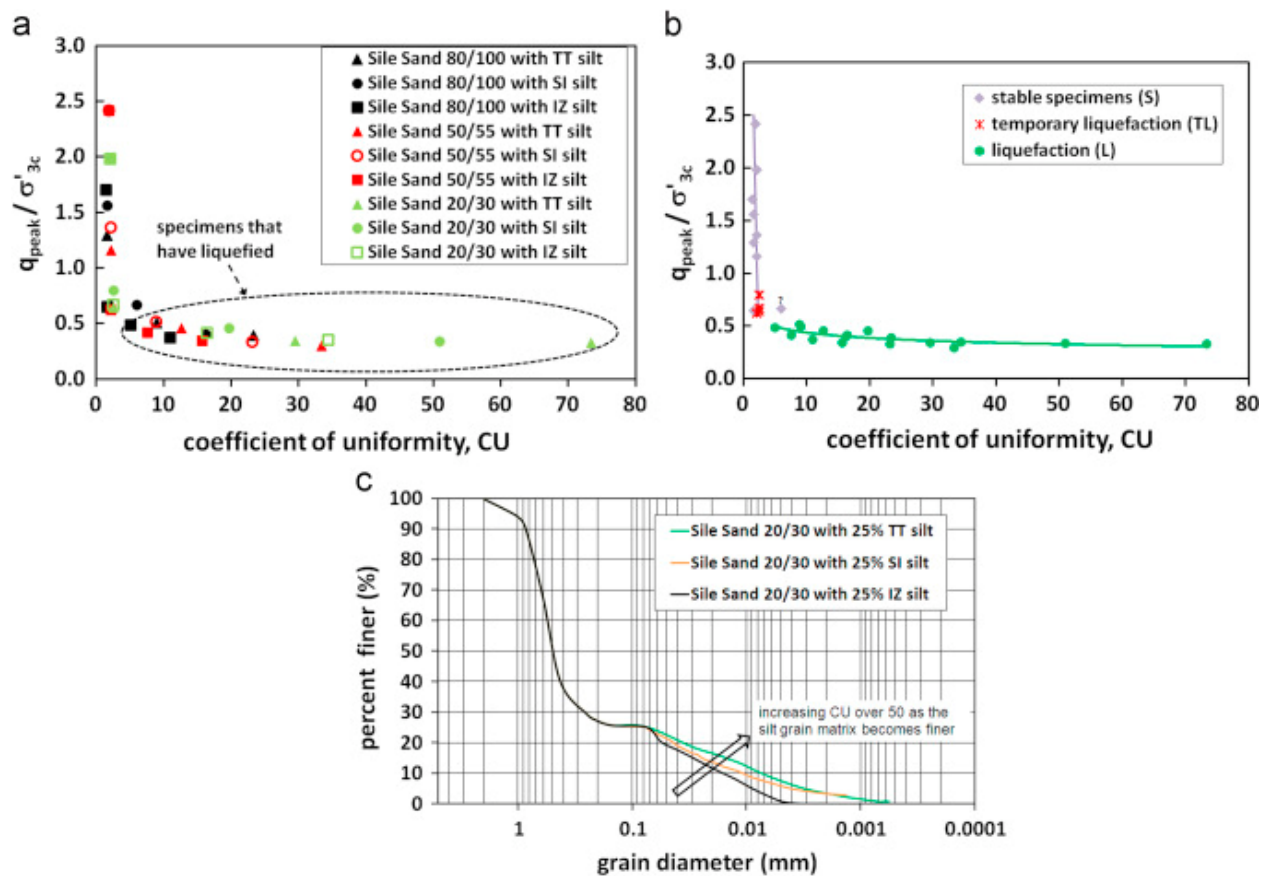 a
3.0
2.5
2.0
1.5
1.0
0.5
0.0
q peak / σ' 3c
Sile Sand 80/100 with TT silt
Sile Sand 80/100 with SI silt
Sile Sand 80/100 with IZ silt
Sile Sand 50/55 with TT silt
Sile Sand 50/55 with SI silt
Sile Sand 50/55 with IZ silt
Sile Sand 20/30 with TT silt
Sile Sand 20/30 with SI silt
Sile Sand 20/30 with IZ silt
specimens that
have liquefied
0 10 20 30 40 50 60 70 80
coefficient of uniformity, CU
b
3.0
2.5
2.0
1.5
1.0
0.5
0.0
q peak / σ' 3c
stable specimens (S)
temporary liquefaction (TL)
liquefaction (L)
?
0 10 20 30 40 50 60 70 80
coefficient of uniformity, CU
c
100
90
80
70
60
50
40
30
20
10
0
percent finer (%)
Sile Sand 20/30 with 25% TT silt
Sile Sand 20/30 with 25% SI silt
Sile Sand 20/30 with 25% IZ silt
increasing CU over 50 as the
silt grain matrix becomes finer
1 0.1 0.01 0.001 0.0001
grain diameter (mm)